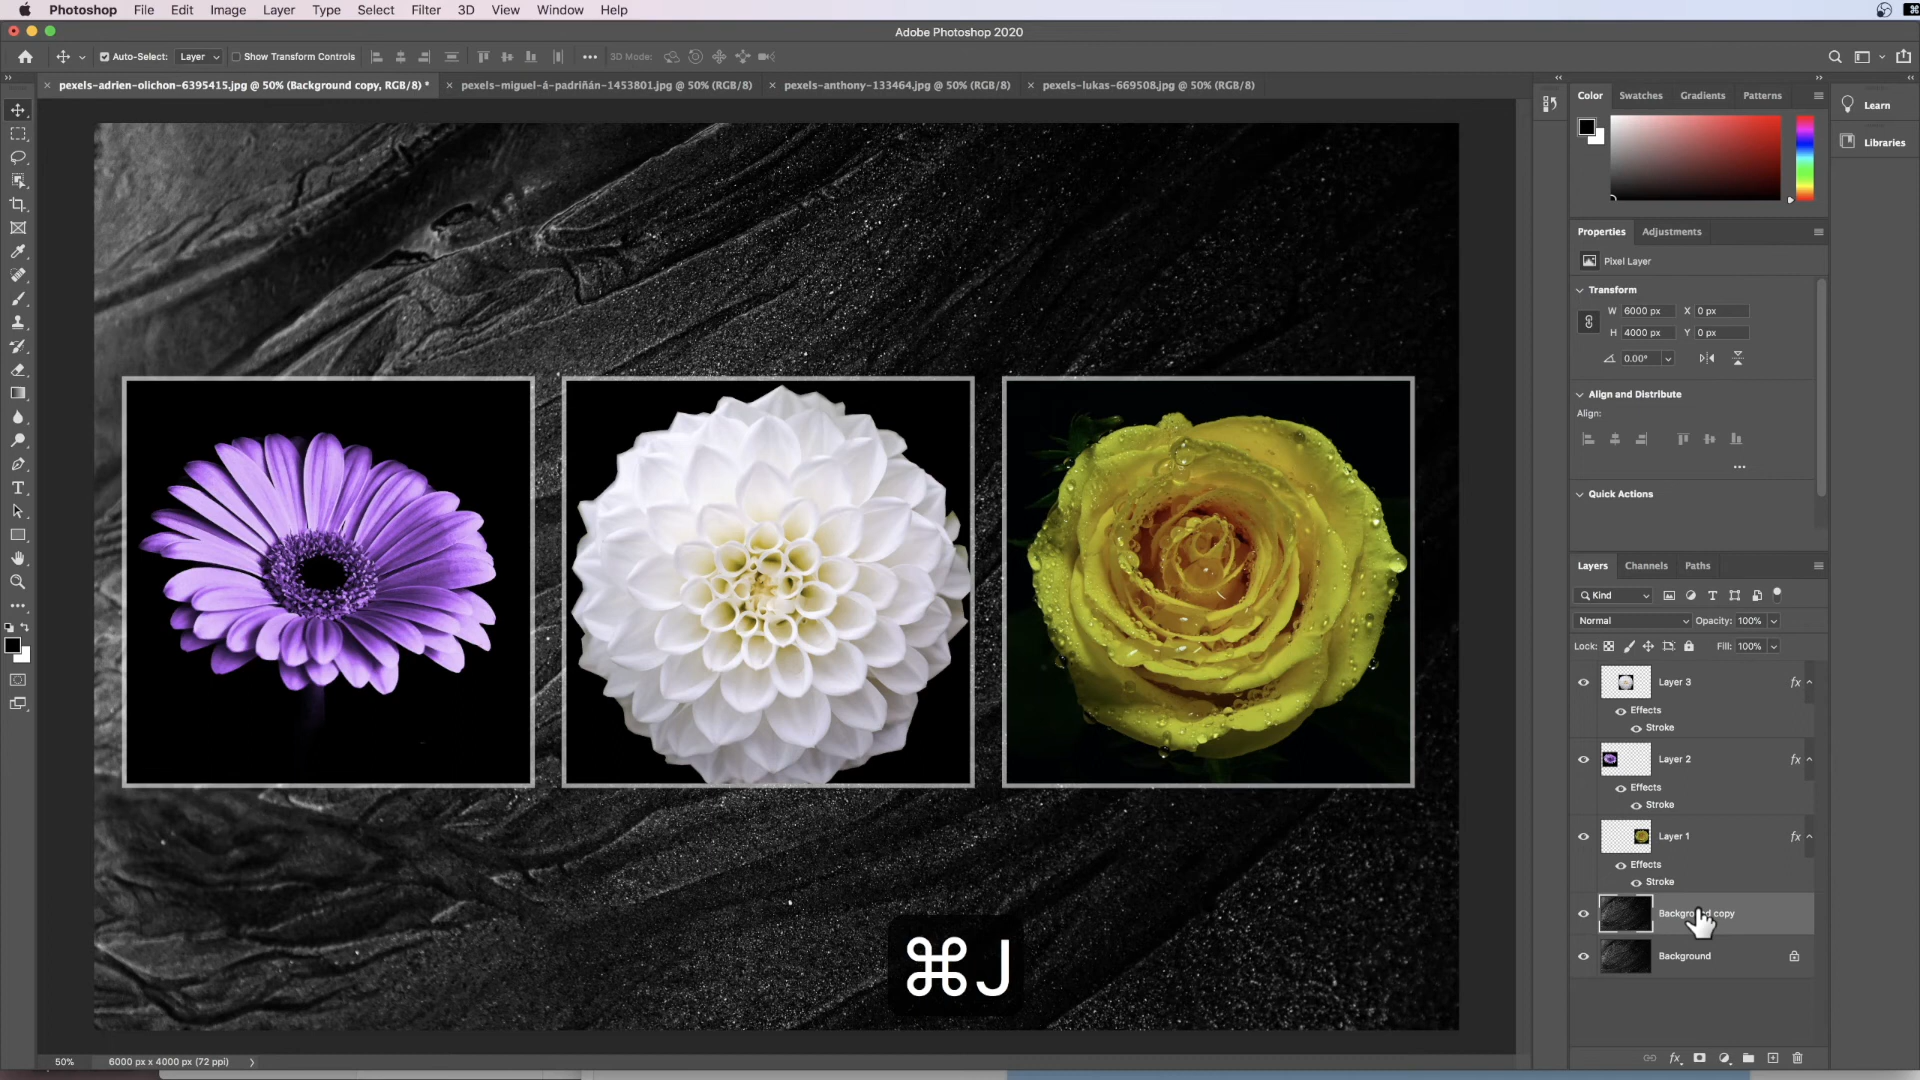 Photoshop File Edit Image Layer Type Select Filter 3D View Window Help
Adobe Photoshop 2020
Auto-Select: Layer Show Transform Controls 3D Mode:
pexels-adrien-olichon-6395415.jpg @ 50% (Background copy, RGB/8) * pexels-miguel-á-padriñán-1453801.jpg @ 50% (RGB/8) pexels-anthony-133464.jpg @ 50% (RGB/8) pexels-lukas-669508.jpg @ 50% (RGB/8)
Color Swatches Gradients Patterns
Learn
Libraries
Properties Adjustments
Pixel Layer
Transform
W 6000 px X 0 px
H 4000 px Y 0 px
0.00°
Align and Distribute
Align:
Quick Actions
Layers Channels Paths
Kind
Normal Opacity: 100%
Lock: Fill: 100%
Layer 3 fx
Effects
Stroke
Layer 2 fx
Effects
Stroke
Layer 1 fx
Effects
Stroke
Background copy
Background
⌘J
50% 6000 px x 4000 px (72 ppi)
fx